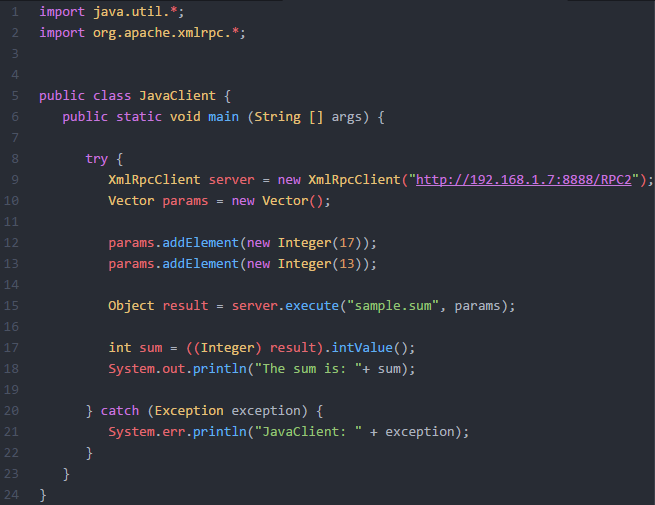 1 import java.util.*;
2 import org.apache.xmlrpc.*;
3
4
5 public class JavaClient {
6    public static void main (String [] args) {
7
8       try {
9          XmlRpcClient server = new XmlRpcClient("http://192.168.1.7:8888/RPC2");
10          Vector params = new Vector();
11
12          params.addElement(new Integer(17));
13          params.addElement(new Integer(13));
14
15          Object result = server.execute("sample.sum", params);
16
17          int sum = ((Integer) result).intValue();
18          System.out.println("The sum is: "+ sum);
19
20       } catch (Exception exception) {
21          System.err.println("JavaClient: " + exception);
22       }
23    }
24 }